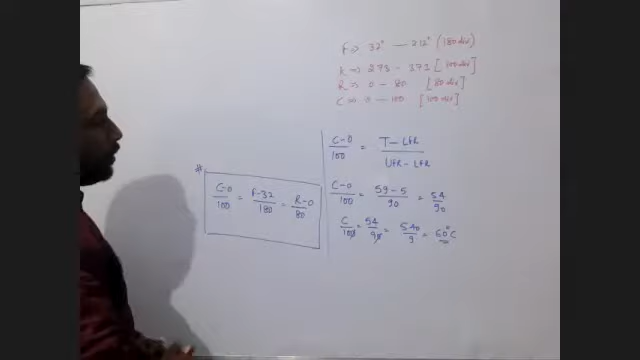 F ⇒ 32° — 212° (180 div)
K ⇒ 273 - 373 [100 div]
R ⇒ 0 - 80 [80 div]
C ⇒ 0 - 100 [100 div]
C-0/100 = T - LFR/UFR - LFR
* C-0/100 = F-32/180 = R-0/80
C-0/100 = 59-5/90 = 54/90
C/100 = 54/90 = 540/9 = 60°C